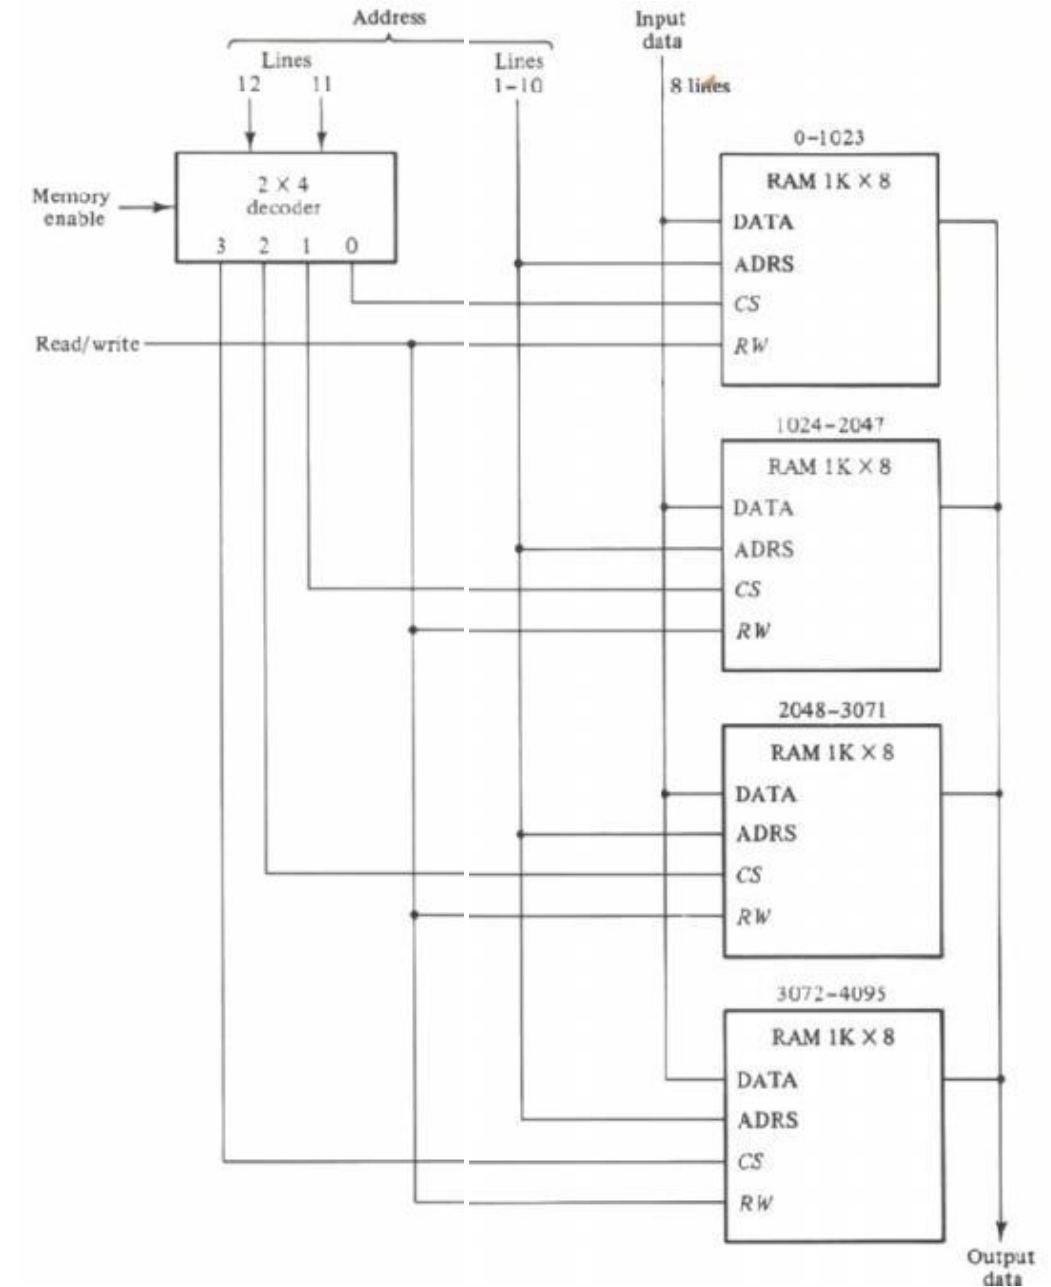 Address
Lines
12 11
Lines
1-10
Input
data
8 lines
Memory
enable
2 × 4
decoder
3 2 1 0
Read/write
0-1023
RAM 1K × 8
DATA
ADRS
CS
RW
1024-2047
RAM 1K × 8
DATA
ADRS
CS
RW
2048-3071
RAM 1K × 8
DATA
ADRS
CS
RW
3072-4095
RAM 1K × 8
DATA
ADRS
CS
RW
Output
data